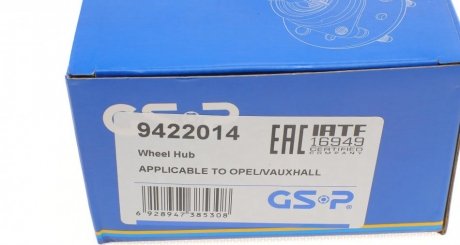 GSP
9422014
Wheel Hub
APPLICABLE TO OPEL/VAUXHALL
EAC
IATF
16949
CERTIFIED
COMPANY
6 928947 385308
GSP®